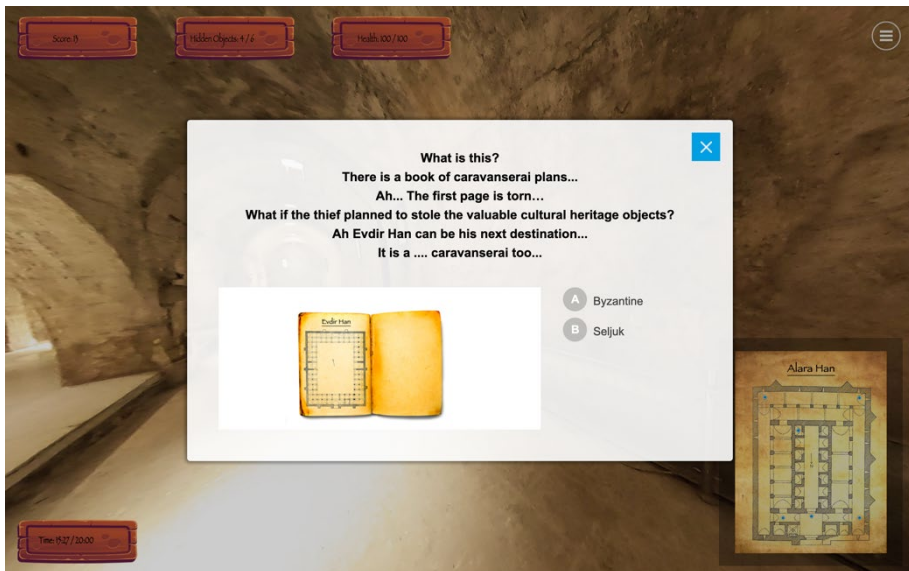 Score: 13
Hidden Objects: 4 / 6
Health: 100 / 100
What is this?
There is a book of caravanserai plans...
Ah... The first page is torn...
What if the thief planned to stole the valuable cultural heritage objects?
Ah Evdir Han can be his next destination...
It is a .... caravanserai too...
Evdir Han
A Byzantine
B Seljuk
Alara Han
Time: 13:27 / 20:00